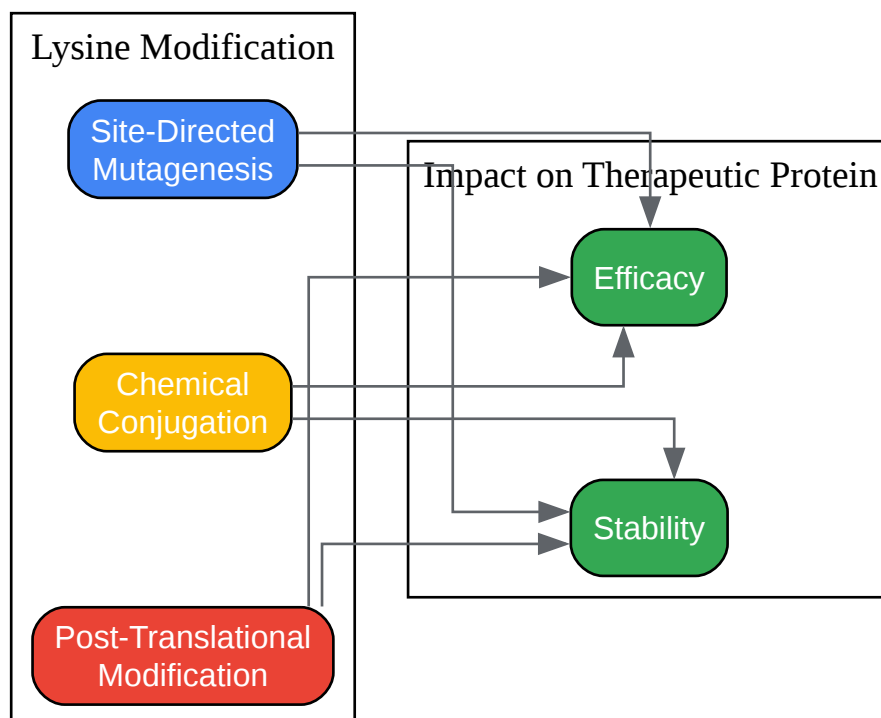 Lysine Modification
Site-Directed
Mutagenesis
Impact on Therapeutic Protein
Efficacy
Chemical
Conjugation
Stability
Post-Translational
Modification